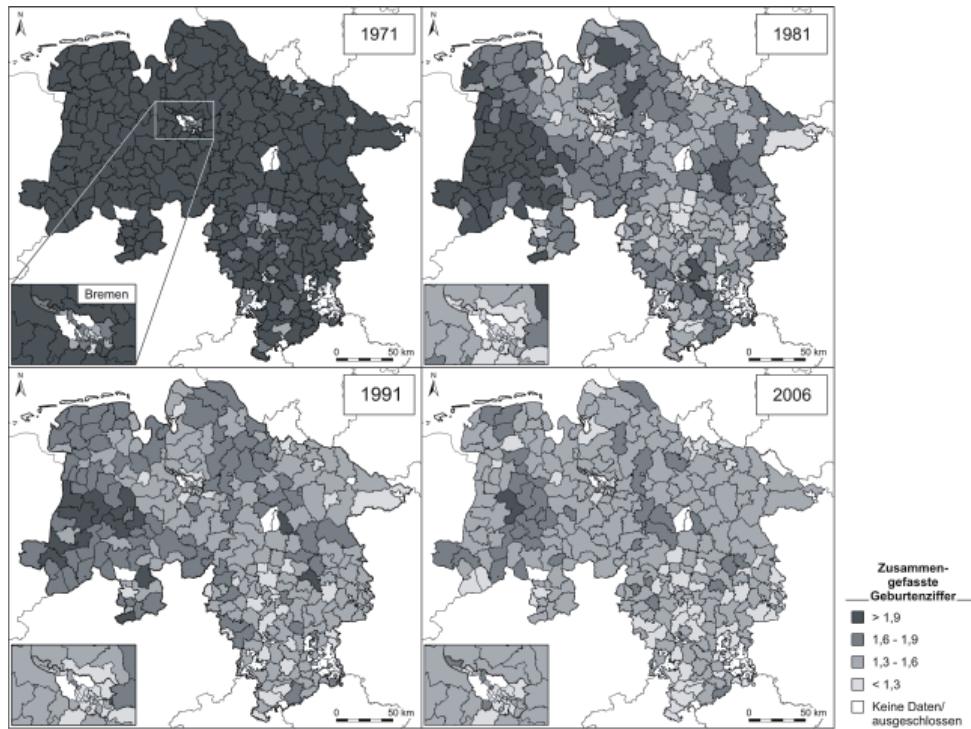 N
1971
Bremen
0 50 km
1981
0 50 km
N
1991
0 50 km
N
2006
0 50 km
Zusammen-
gefasste
Geburtenziffer
> 1,9
1,6 - 1,9
1,3 - 1,6
< 1,3
Keine Daten/
ausgeschlossen